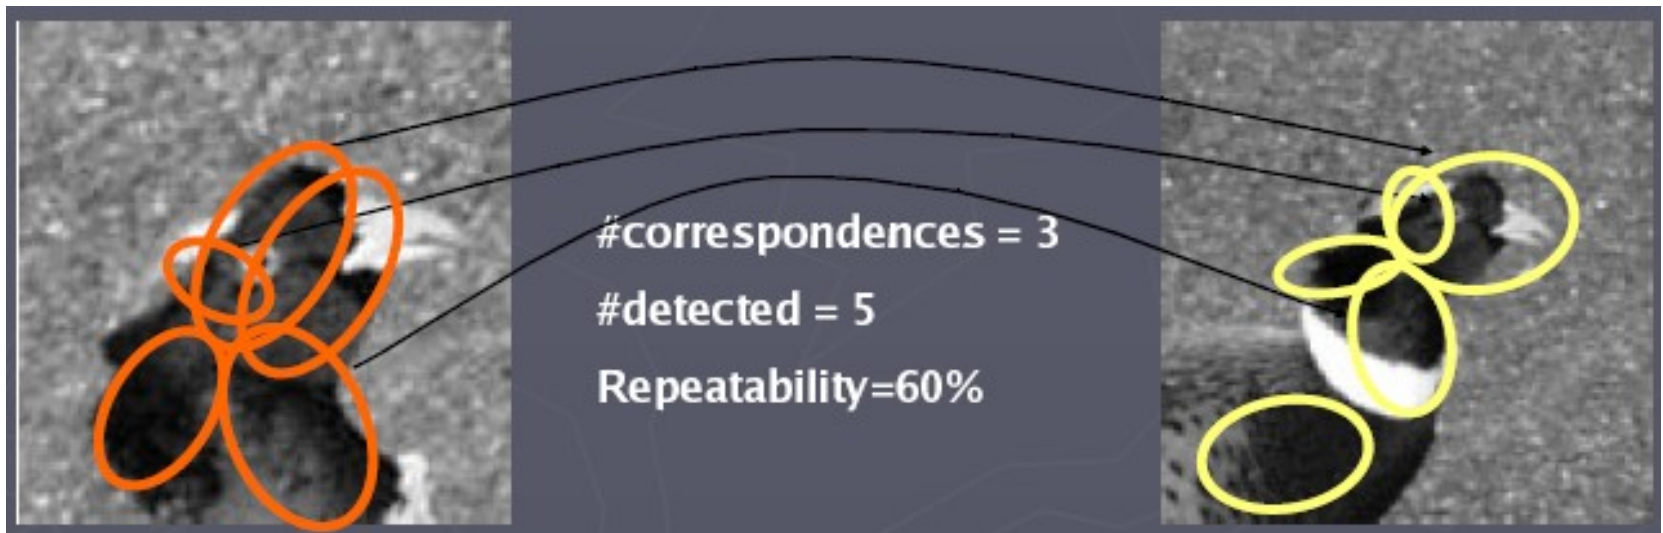 #correspondences = 3
#detected = 5
Repeatability=60%